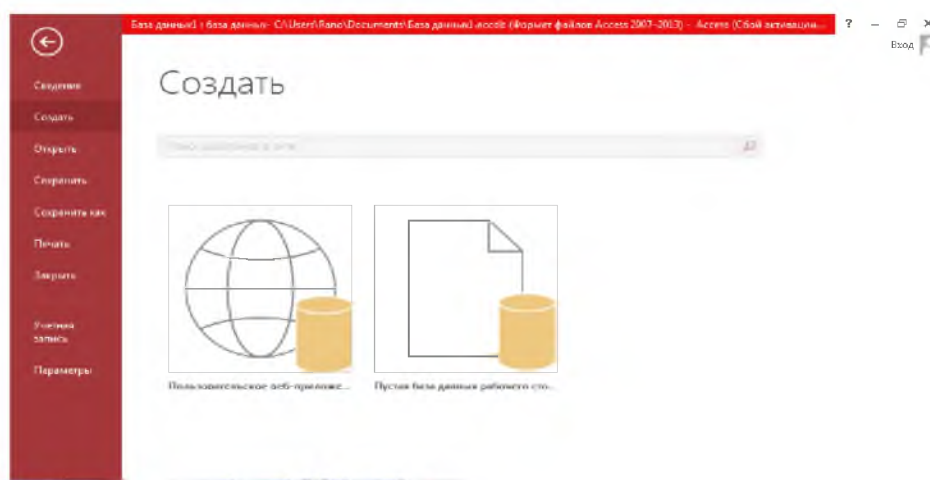 База данных1 : база данных- C:\Users\Rano\Documents\База данных1.accdb (Формат файлов Access 2007–2013) - Access (Сбой активации...
?
Вход
Сведения
Создать
Создать
Открыть
Сохранить
Сохранить как
Печать
Закрыть
Учетная
запись
Параметры
Пользовательское веб-приложе...
Пустая база данных рабочего сто...